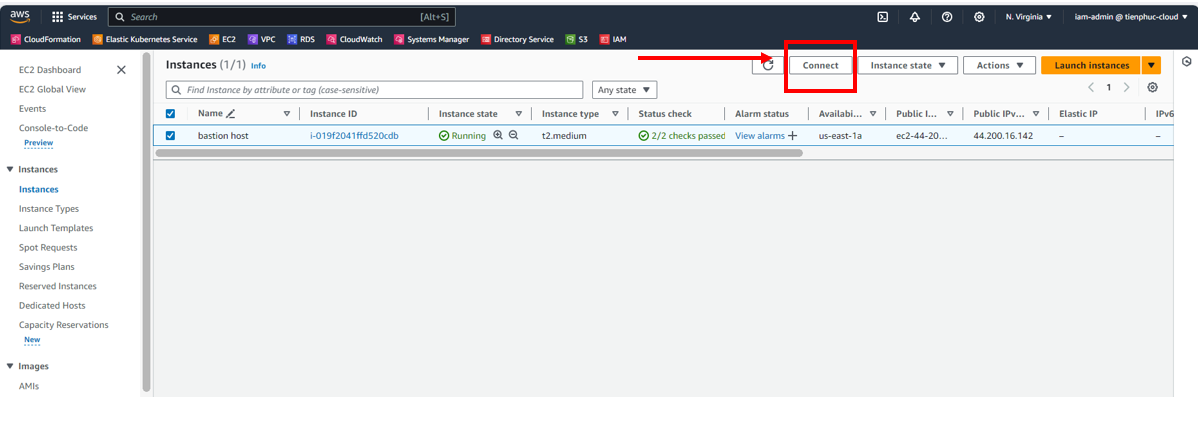 aws Services Search [Alt+S] N. Virginia iam-admin @ tienphuc-cloud
CloudFormation Elastic Kubernetes Service EC2 VPC RDS CloudWatch Systems Manager Directory Service S3 IAM
EC2 Dashboard
EC2 Global View
Events
Console-to-Code
Preview
Instances
Instances
Instance Types
Launch Templates
Spot Requests
Savings Plans
Reserved Instances
Dedicated Hosts
Capacity Reservations
New
Images
AMIs
Instances (1/1) Info
Connect Instance state Actions Launch instances
Find Instance by attribute or tag (case-sensitive) Any state 1
Name Instance ID Instance state Instance type Status check Alarm status Availabi... Public I... Public IPv... Elastic IP IPv6
bastion host i-019f2041ffd520cdb Running t2.medium 2/2 checks passed View alarms us-east-1a ec2-44-20... 44.200.16.142 – –